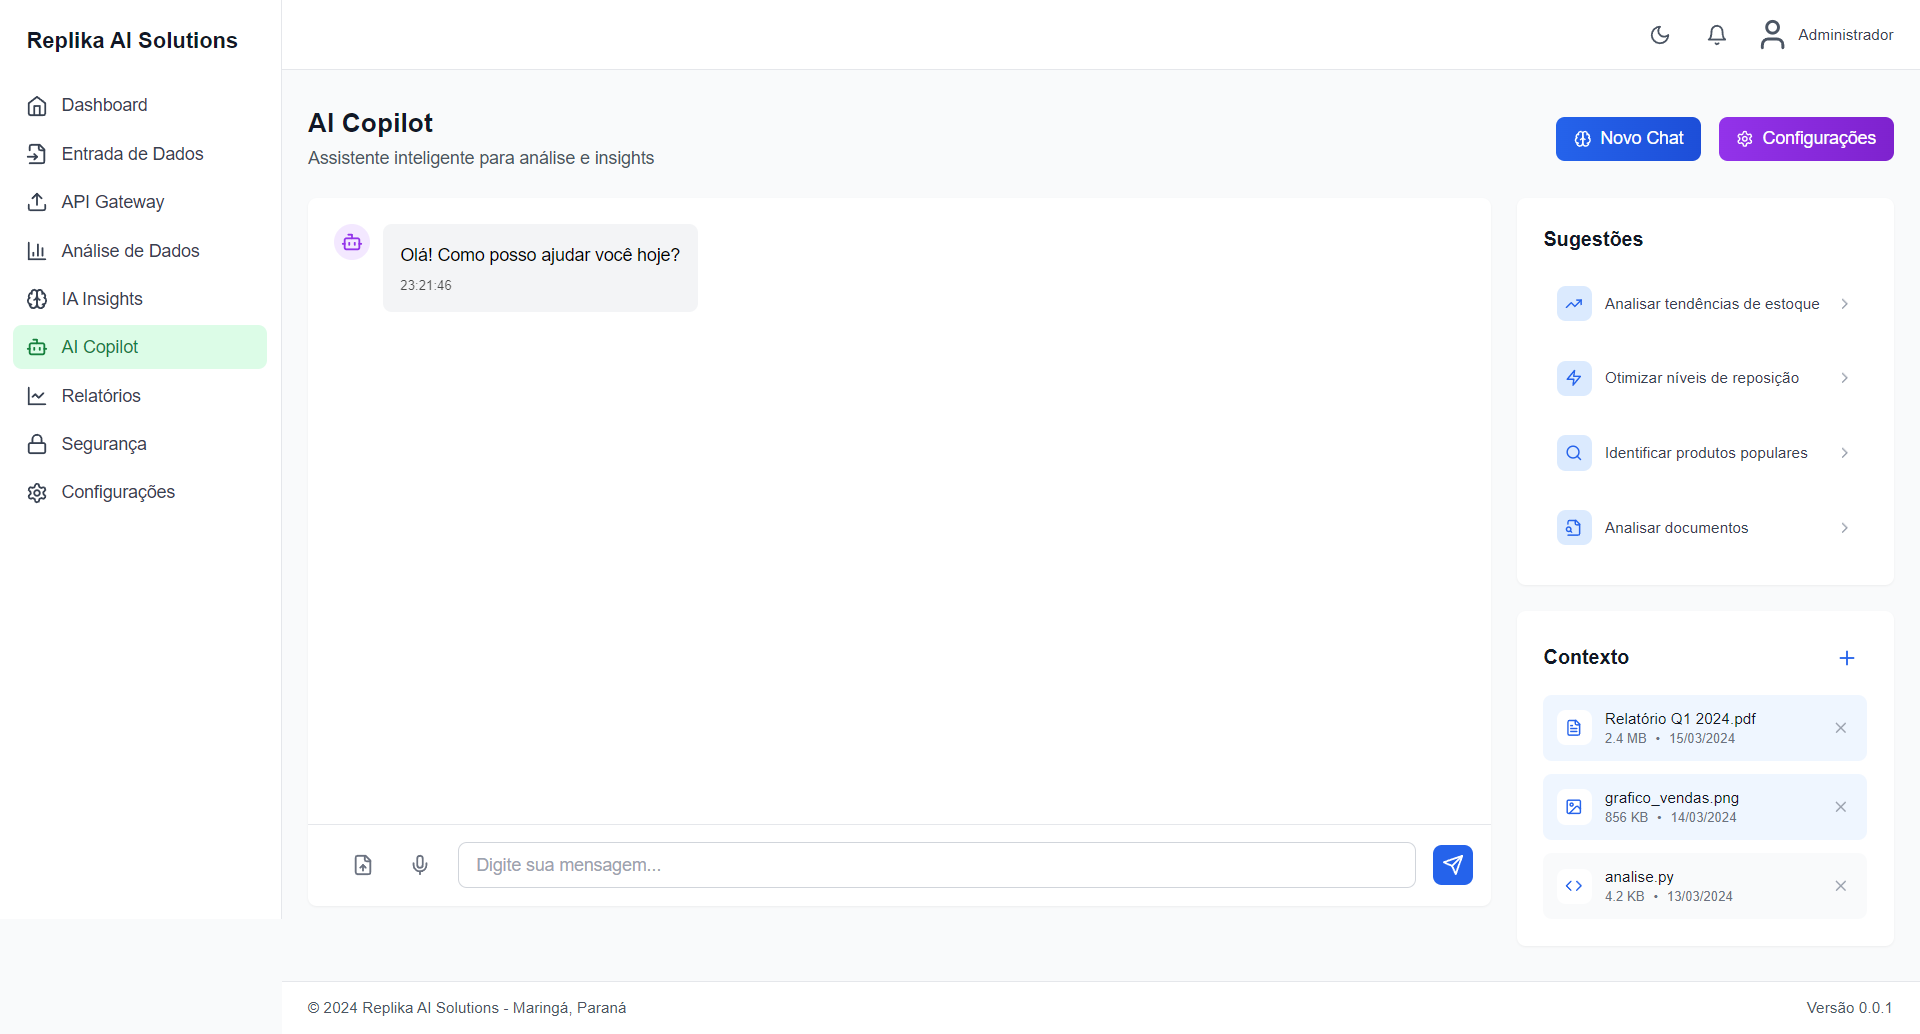 Replika AI Solutions
Dashboard
Entrada de Dados
API Gateway
Análise de Dados
IA Insights
AI Copilot
Relatórios
Segurança
Configurações
Administrador
AI Copilot
Assistente inteligente para análise e insights
Novo Chat
Configurações
Olá! Como posso ajudar você hoje?
23:21:46
Digite sua mensagem...
Sugestões
Analisar tendências de estoque
Otimizar níveis de reposição
Identificar produtos populares
Analisar documentos
Contexto
Relatório Q1 2024.pdf
2.4 MB • 15/03/2024
grafico_vendas.png
856 KB • 14/03/2024
analise.py
4.2 KB • 13/03/2024
© 2024 Replika AI Solutions - Maringá, Paraná
Versão 0.0.1